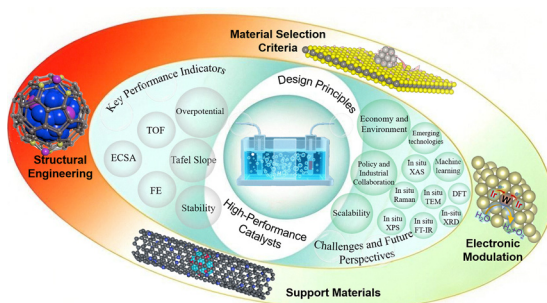 Material Selection
Criteria
Key Performance Indicators
Design Principles
Overpotential
TOF
ECSA
Tafel Slope
FE
Stability
Structural
Engineering
High-Performance
Catalysts
Economy and
Environment
Emerging
technologies
Policy and
Industrial
Collaboration
In situ
XAS
Machine
learning
In situ
Raman
In situ
TEM
DFT
Scalability
In situ
XPS
In situ
FT-IR
In-situ
XRD
Challenges and Future
Perspectives
Ir
W
Ir
H₂O
Electronic
Modulation
Support Materials